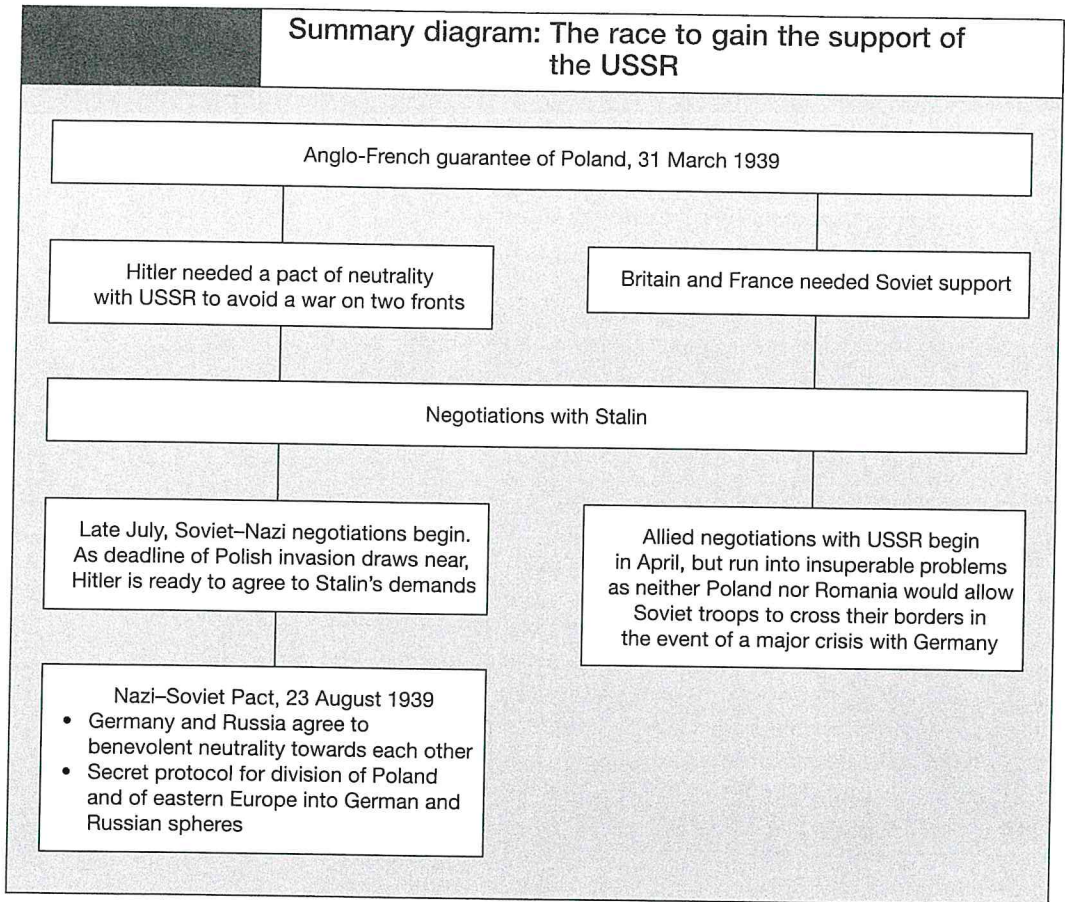 Summary diagram: The race to gain the support of
the USSR
Anglo-French guarantee of Poland, 31 March 1939
Hitler needed a pact of neutrality
with USSR to avoid a war on two fronts
Britain and France needed Soviet support
Negotiations with Stalin
Late July, Soviet–Nazi negotiations begin.
As deadline of Polish invasion draws near,
Hitler is ready to agree to Stalin's demands
Allied negotiations with USSR begin
in April, but run into insuperable problems
as neither Poland nor Romania would allow
Soviet troops to cross their borders in
the event of a major crisis with Germany
Nazi–Soviet Pact, 23 August 1939
• Germany and Russia agree to
benevolent neutrality towards each other
• Secret protocol for division of Poland
and of eastern Europe into German and
Russian spheres